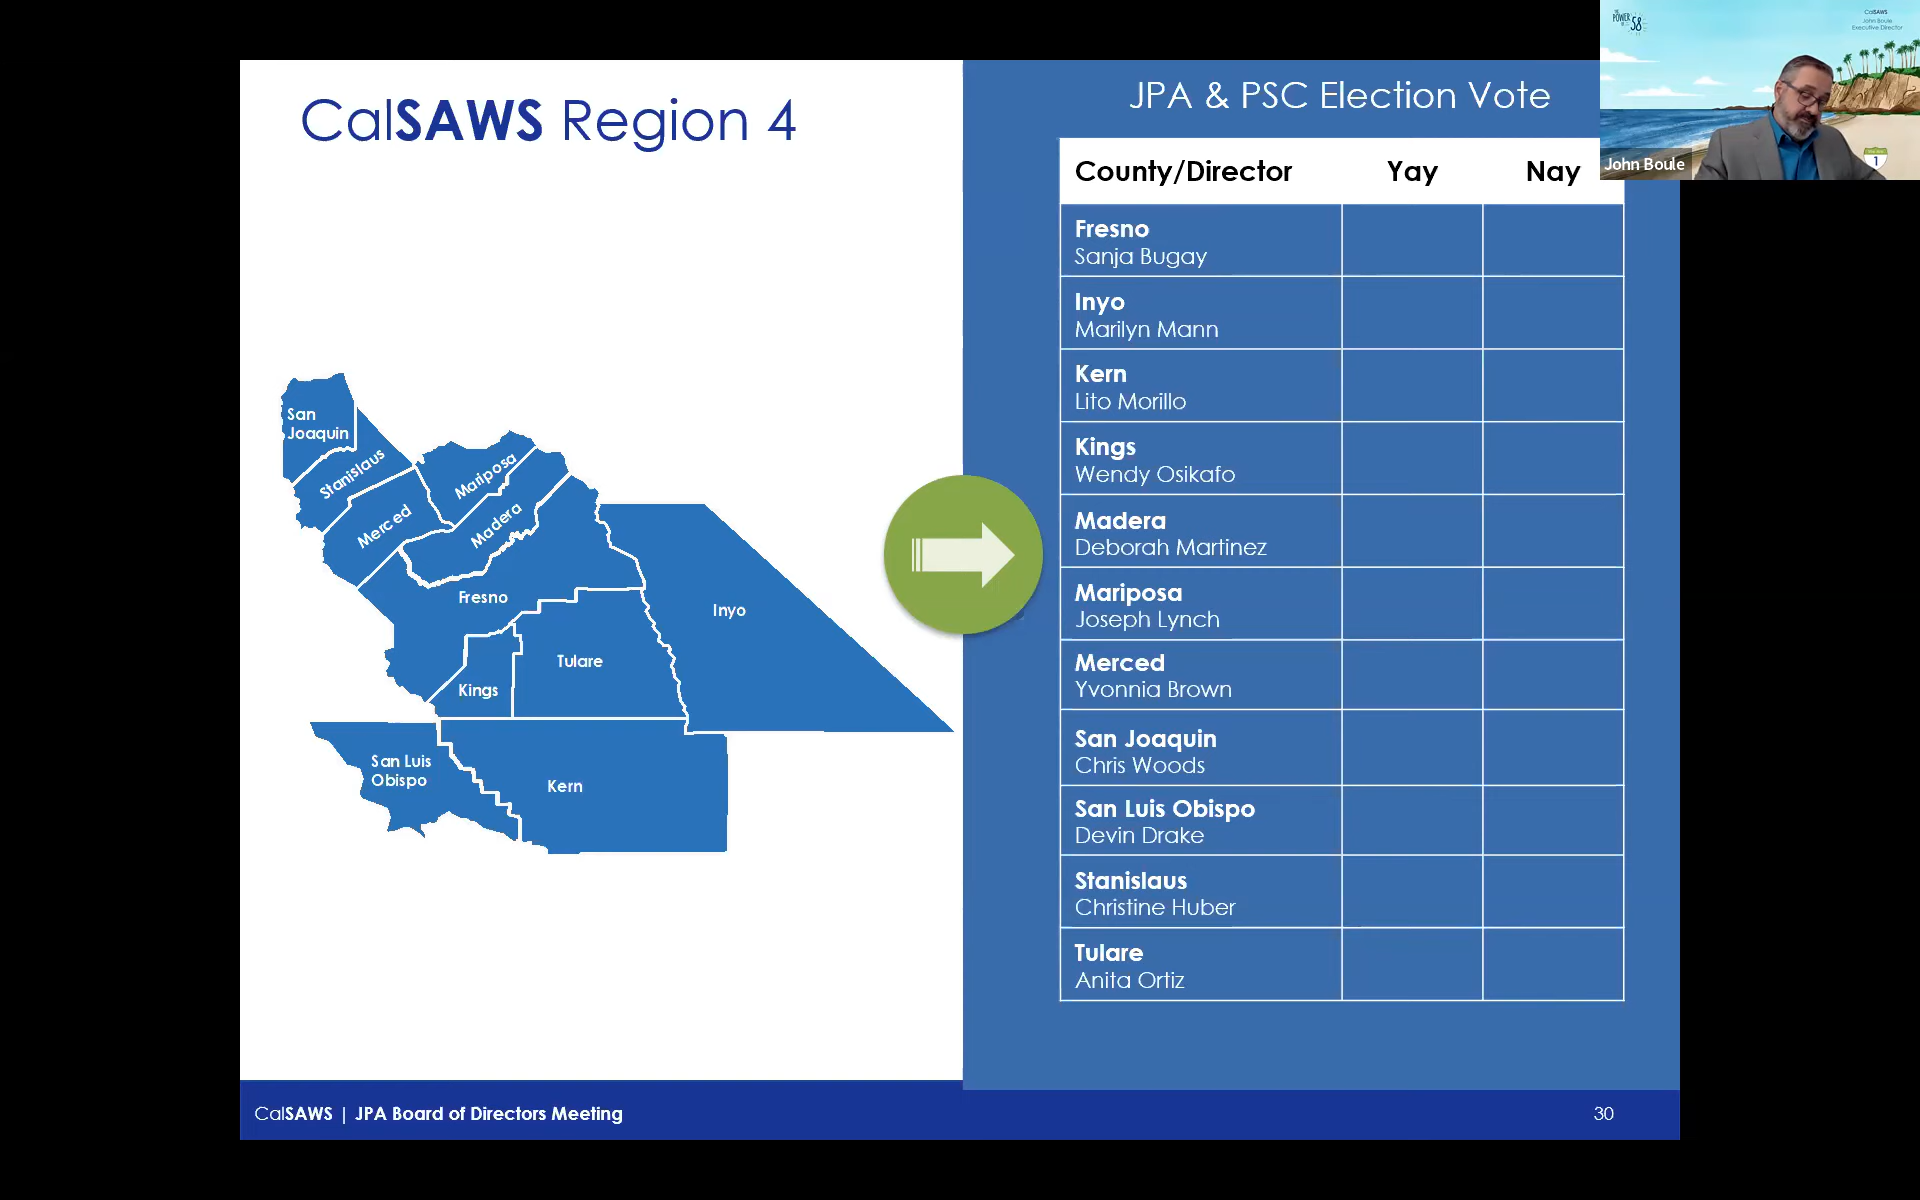 CalSAWS Region 4
San
Joaquin
Stanislaus
Merced
Mariposa
Madera
Fresno
Inyo
Tulare
Kings
San Luis
Obispo
Kern
JPA & PSC Election Vote
County/Director Yay Nay
Fresno
Sanja Bugay
Inyo
Marilyn Mann
Kern
Lito Morillo
Kings
Wendy Osikafo
Madera
Deborah Martinez
Mariposa
Joseph Lynch
Merced
Yvonnia Brown
San Joaquin
Chris Woods
San Luis Obispo
Devin Drake
Stanislaus
Christine Huber
Tulare
Anita Ortiz
CalSAWS | JPA Board of Directors Meeting
30
THE
POWER
OF 58
CalSAWS
John Boule
Executive Director
John Boule
1